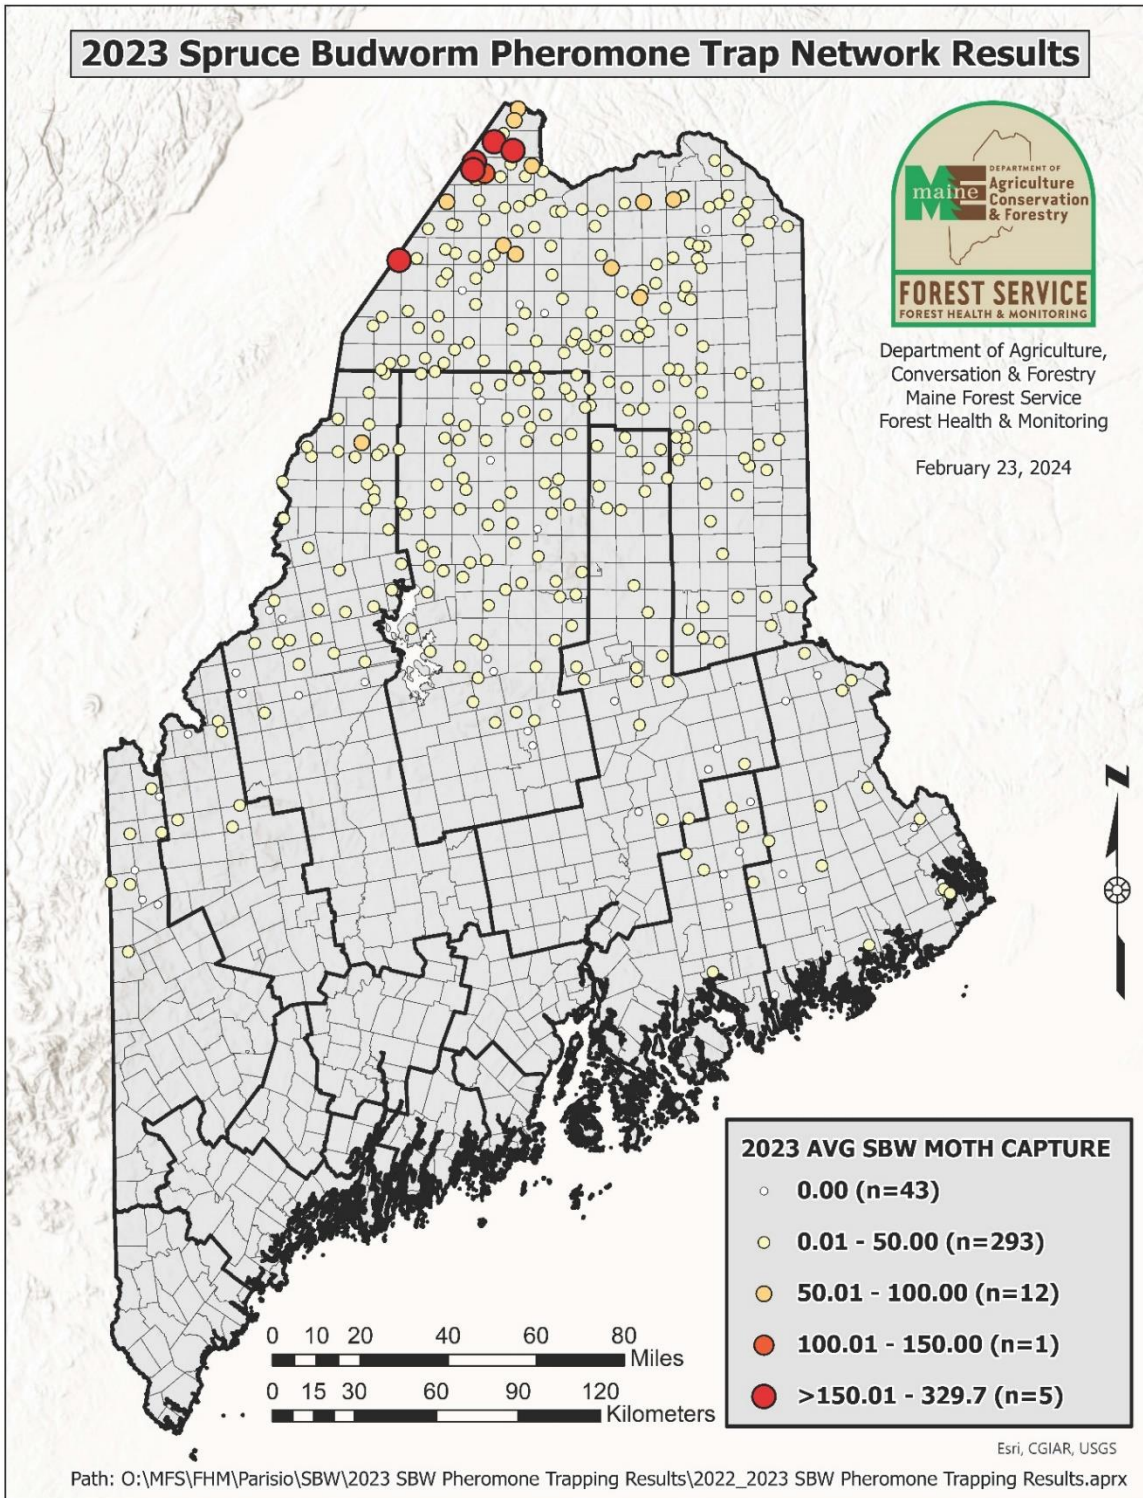 2023 Spruce Budworm Pheromone Trap Network Results
DEPARTMENT OF
maine
ME
Agriculture
Conservation
& Forestry
FOREST SERVICE
FOREST HEALTH & MONITORING
Department of Agriculture,
Conversation & Forestry
Maine Forest Service
Forest Health & Monitoring
February 23, 2024
N
2023 AVG SBW MOTH CAPTURE
0.00 (n=43)
0.01 - 50.00 (n=293)
50.01 - 100.00 (n=12)
100.01 - 150.00 (n=1)
>150.01 - 329.7 (n=5)
0 10 20 40 60 80
Miles
0 15 30 60 90 120
Kilometers
Esri, CGIAR, USGS
Path: O:\MFS\FHM\Parisio\SBW\2023 SBW Pheromone Trapping Results\2022_2023 SBW Pheromone Trapping Results.aprx